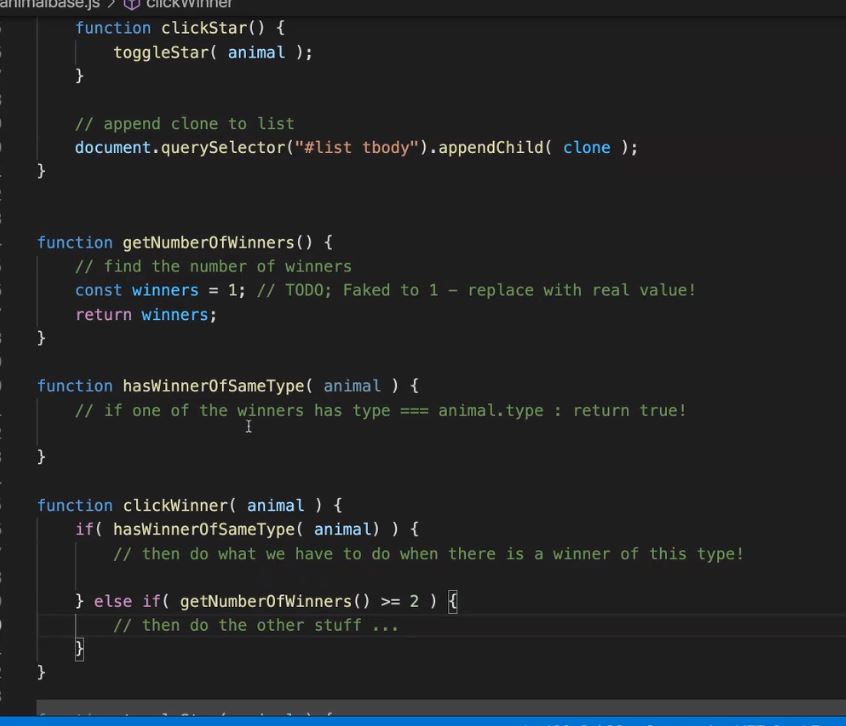 animalbase.js > clickWinner
function clickStar() {
toggleStar( animal );
}
// append clone to list
document.querySelector("#list tbody").appendChild( clone );
}
function getNumberOfWinners() {
// find the number of winners
const winners = 1; // TODO; Faked to 1 - replace with real value!
return winners;
}
function hasWinnerOfSameType( animal ) {
// if one of the winners has type === animal.type : return true!
}
function clickWinner( animal ) {
if( hasWinnerOfSameType( animal) ) {
// then do what we have to do when there is a winner of this type!
} else if( getNumberOfWinners() >= 2 ) {
// then do the other stuff ...
}
}